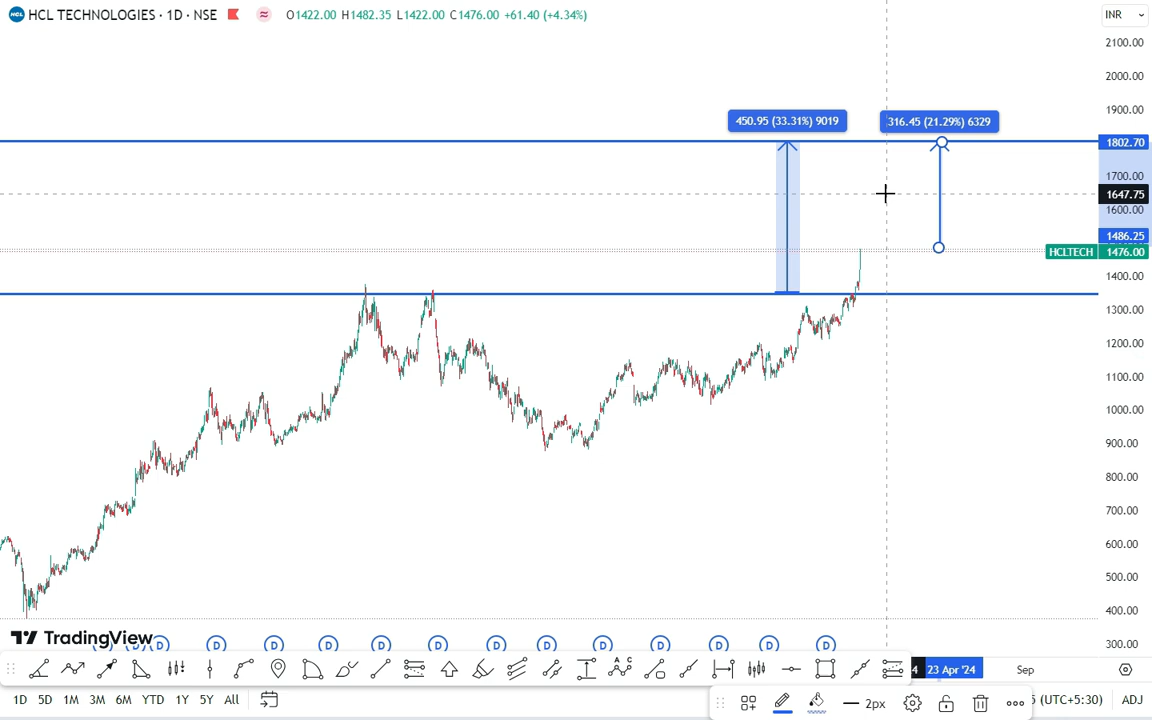 HCL HCL TECHNOLOGIES · 1D · NSE O1422.00 H1482.35 L1422.00 C1476.00 +61.40 (+4.34%) INR
2100.00
2000.00
1900.00
450.95 (33.31%) 9019 316.45 (21.29%) 6329
1802.70
1700.00
1647.75
1600.00
1486.25
HCLTECH 1476.00
1400.00
1300.00
1200.00
1100.00
1000.00
900.00
800.00
700.00
600.00
500.00
400.00
TradingView
D D D D D D D D D D D D D 300.00
4 23 Apr '24 Sep
1D 5D 1M 3M 6M YTD 1Y 5Y All 2px (UTC+5:30) ADJ